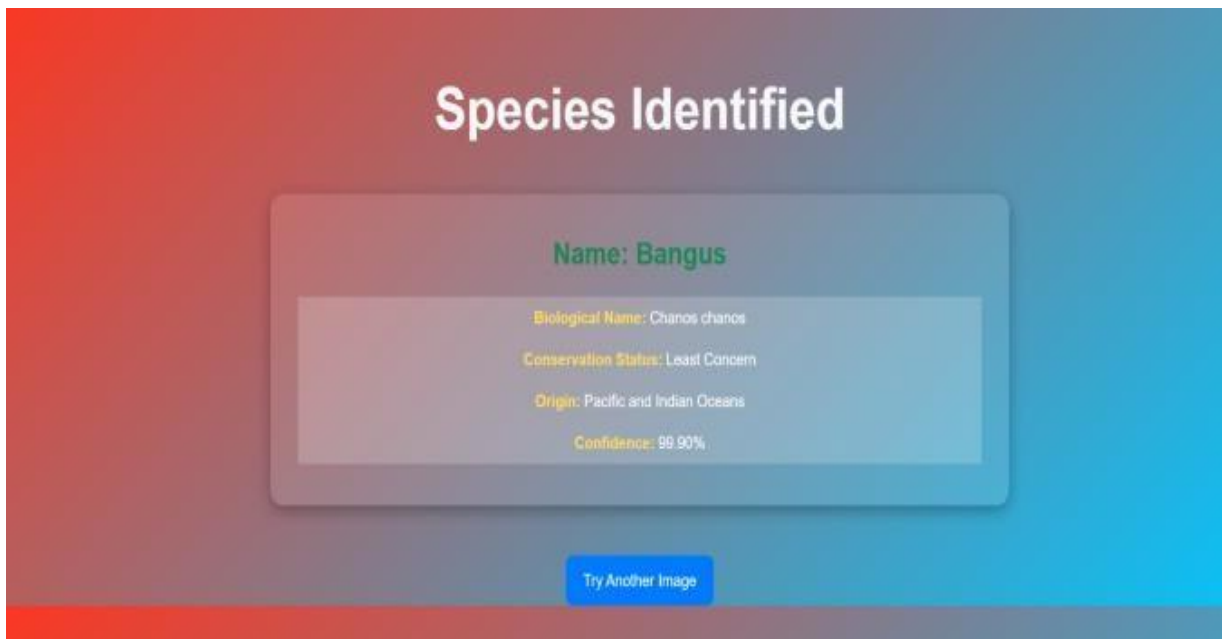 Species Identified
Name: Bangus
Biological Name: Chanos chanos
Conservation Status: Least Concern
Origin: Pacific and Indian Oceans
Confidence: 99.90%
Try Another Image